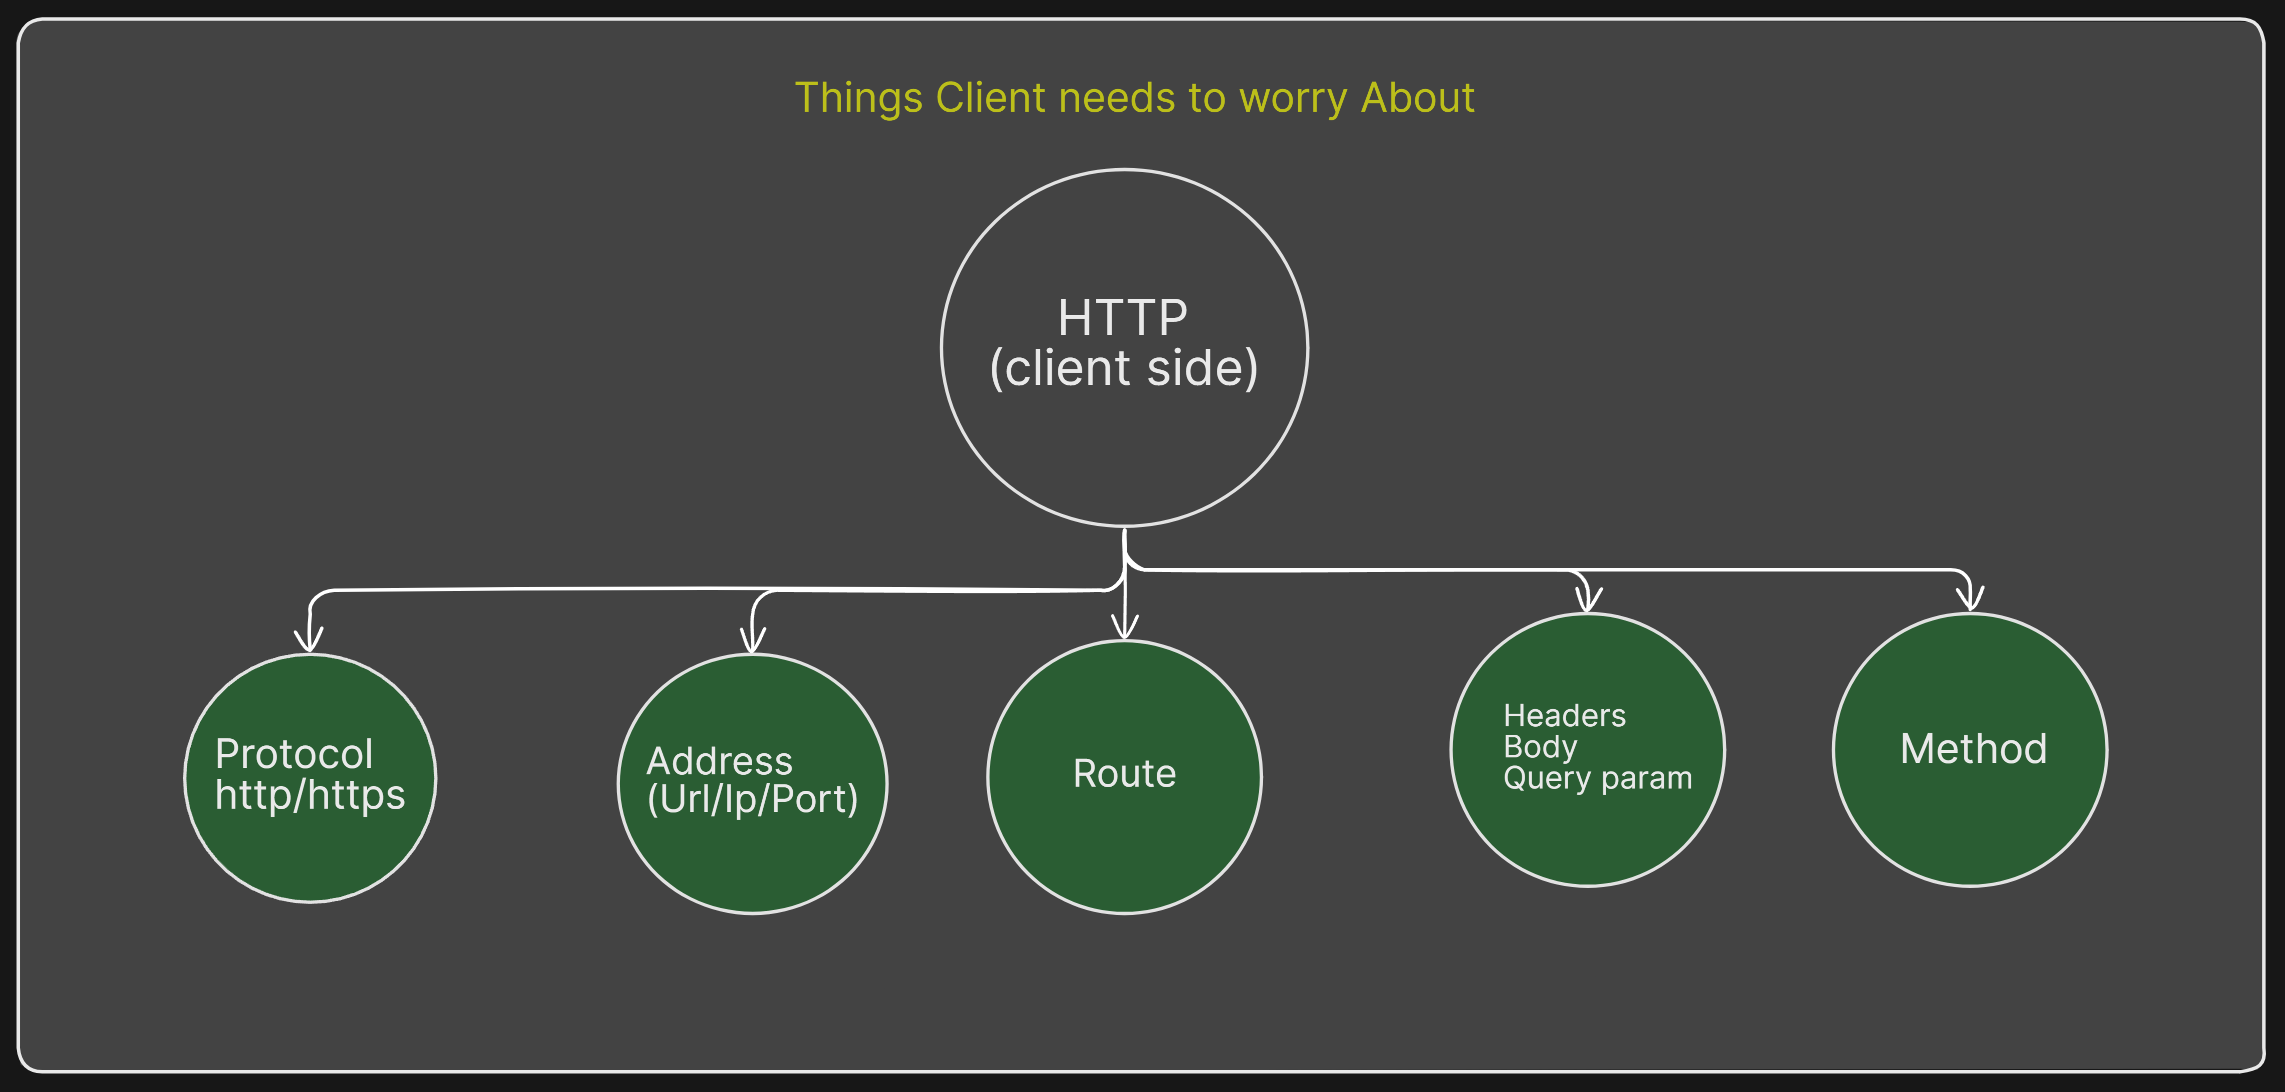 Things Client needs to worry About
HTTP
(client side)
Protocol
http/https
Address
(Url/Ip/Port)
Route
Headers
Body
Query param
Method